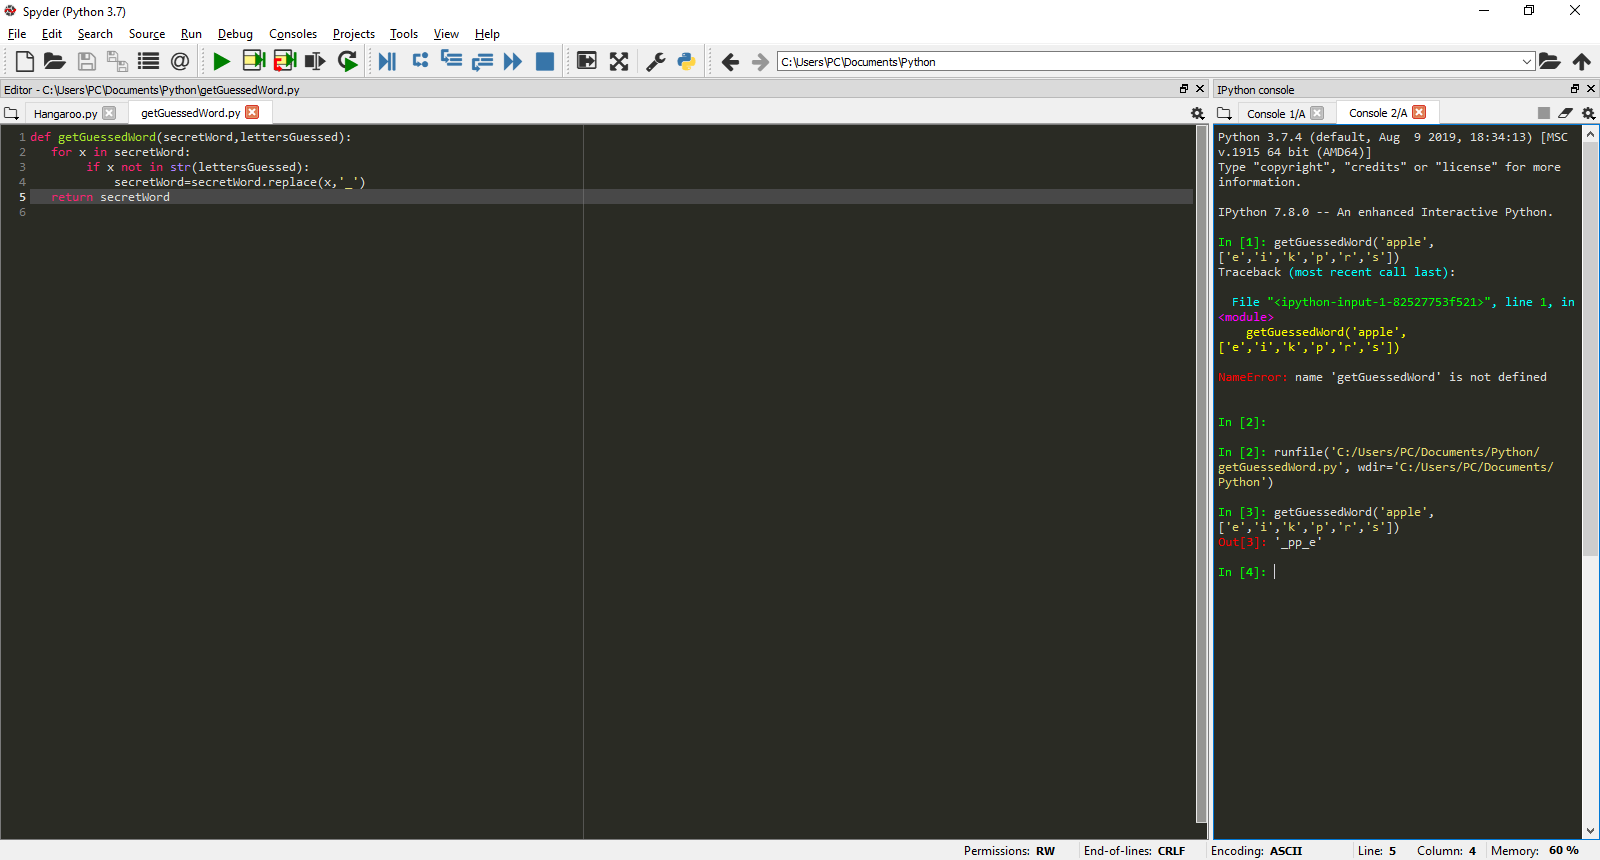 Spyder (Python 3.7)
File Edit Search Source Run Debug Consoles Projects Tools View Help
C:\Users\PC\Documents\Python
Editor - C:\Users\PC\Documents\Python\getGuessedWord.py
Hangaroo.py getGuessedWord.py
1 def getGuessedWord(secretWord,lettersGuessed):
2 for x in secretWord:
3 if x not in str(lettersGuessed):
4 secretWord=secretWord.replace(x,'_')
5 return secretWord
6
IPython console
Console 1/A Console 2/A
Python 3.7.4 (default, Aug  9 2019, 18:34:13) [MSC
v.1915 64 bit (AMD64)]
Type "copyright", "credits" or "license" for more
information.
IPython 7.8.0 -- An enhanced Interactive Python.
In [1]: getGuessedWord('apple',
['e','i','k','p','r','s'])
Traceback (most recent call last):
File "<ipython-input-1-82527753f521>", line 1, in
<module>
getGuessedWord('apple',
['e','i','k','p','r','s'])
NameError: name 'getGuessedWord' is not defined
In [2]:
In [2]: runfile('C:/Users/PC/Documents/Python/
getGuessedWord.py', wdir='C:/Users/PC/Documents/
Python')
In [3]: getGuessedWord('apple',
['e','i','k','p','r','s'])
Out[3]: '_pp_e'
In [4]:
Permissions: RW End-of-lines: CRLF Encoding: ASCII Line: 5 Column: 4 Memory: 60 %